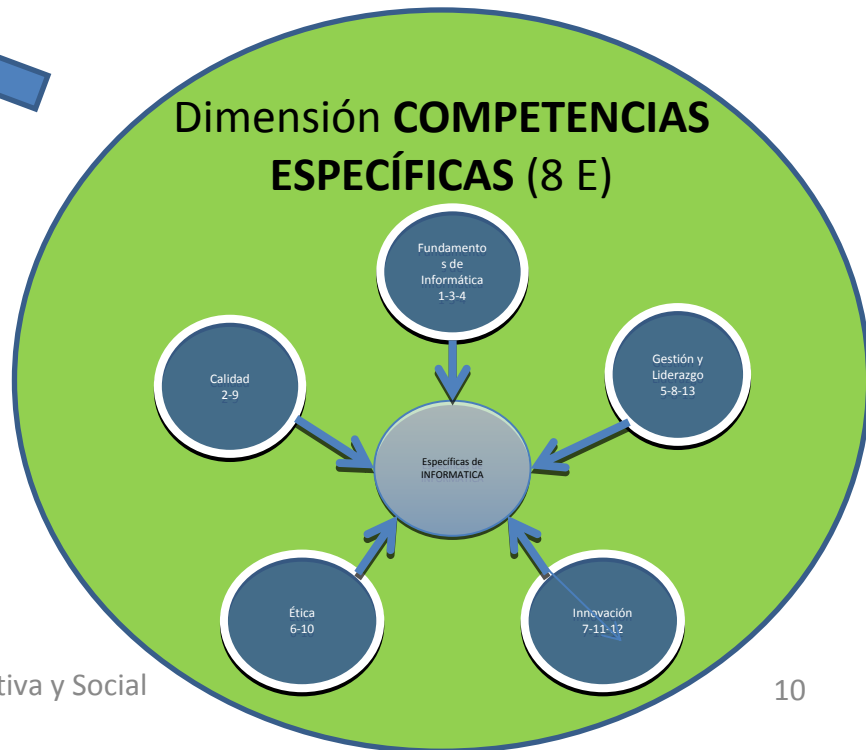 Dimensión COMPETENCIAS
ESPECÍFICAS (8 E)
Fundamento
s de
Informática
1-3-4
Calidad
2-9
Gestión y
Liderazgo
5-8-13
Específicas de
INFORMATICA
Ética
6-10
Innovación
7-11-12
tiva y Social
10